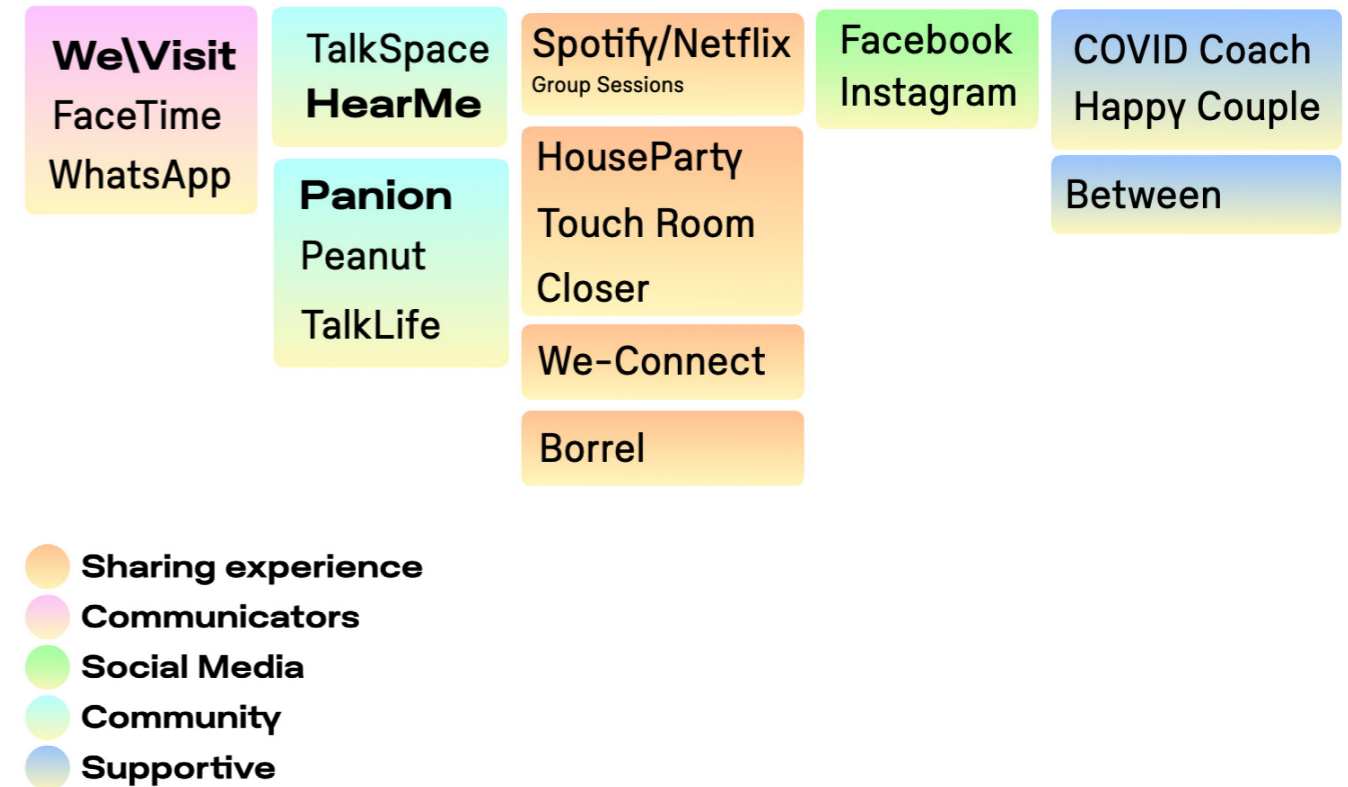 We\Visit
FaceTime
WhatsApp
TalkSpace
HearMe
Panion
Peanut
TalkLife
Spotify/Netflix
Group Sessions
HouseParty
Touch Room
Closer
We-Connect
Borrel
Facebook
Instagram
COVID Coach
Happy Couple
Between
Sharing experience
Communicators
Social Media
Community
Supportive